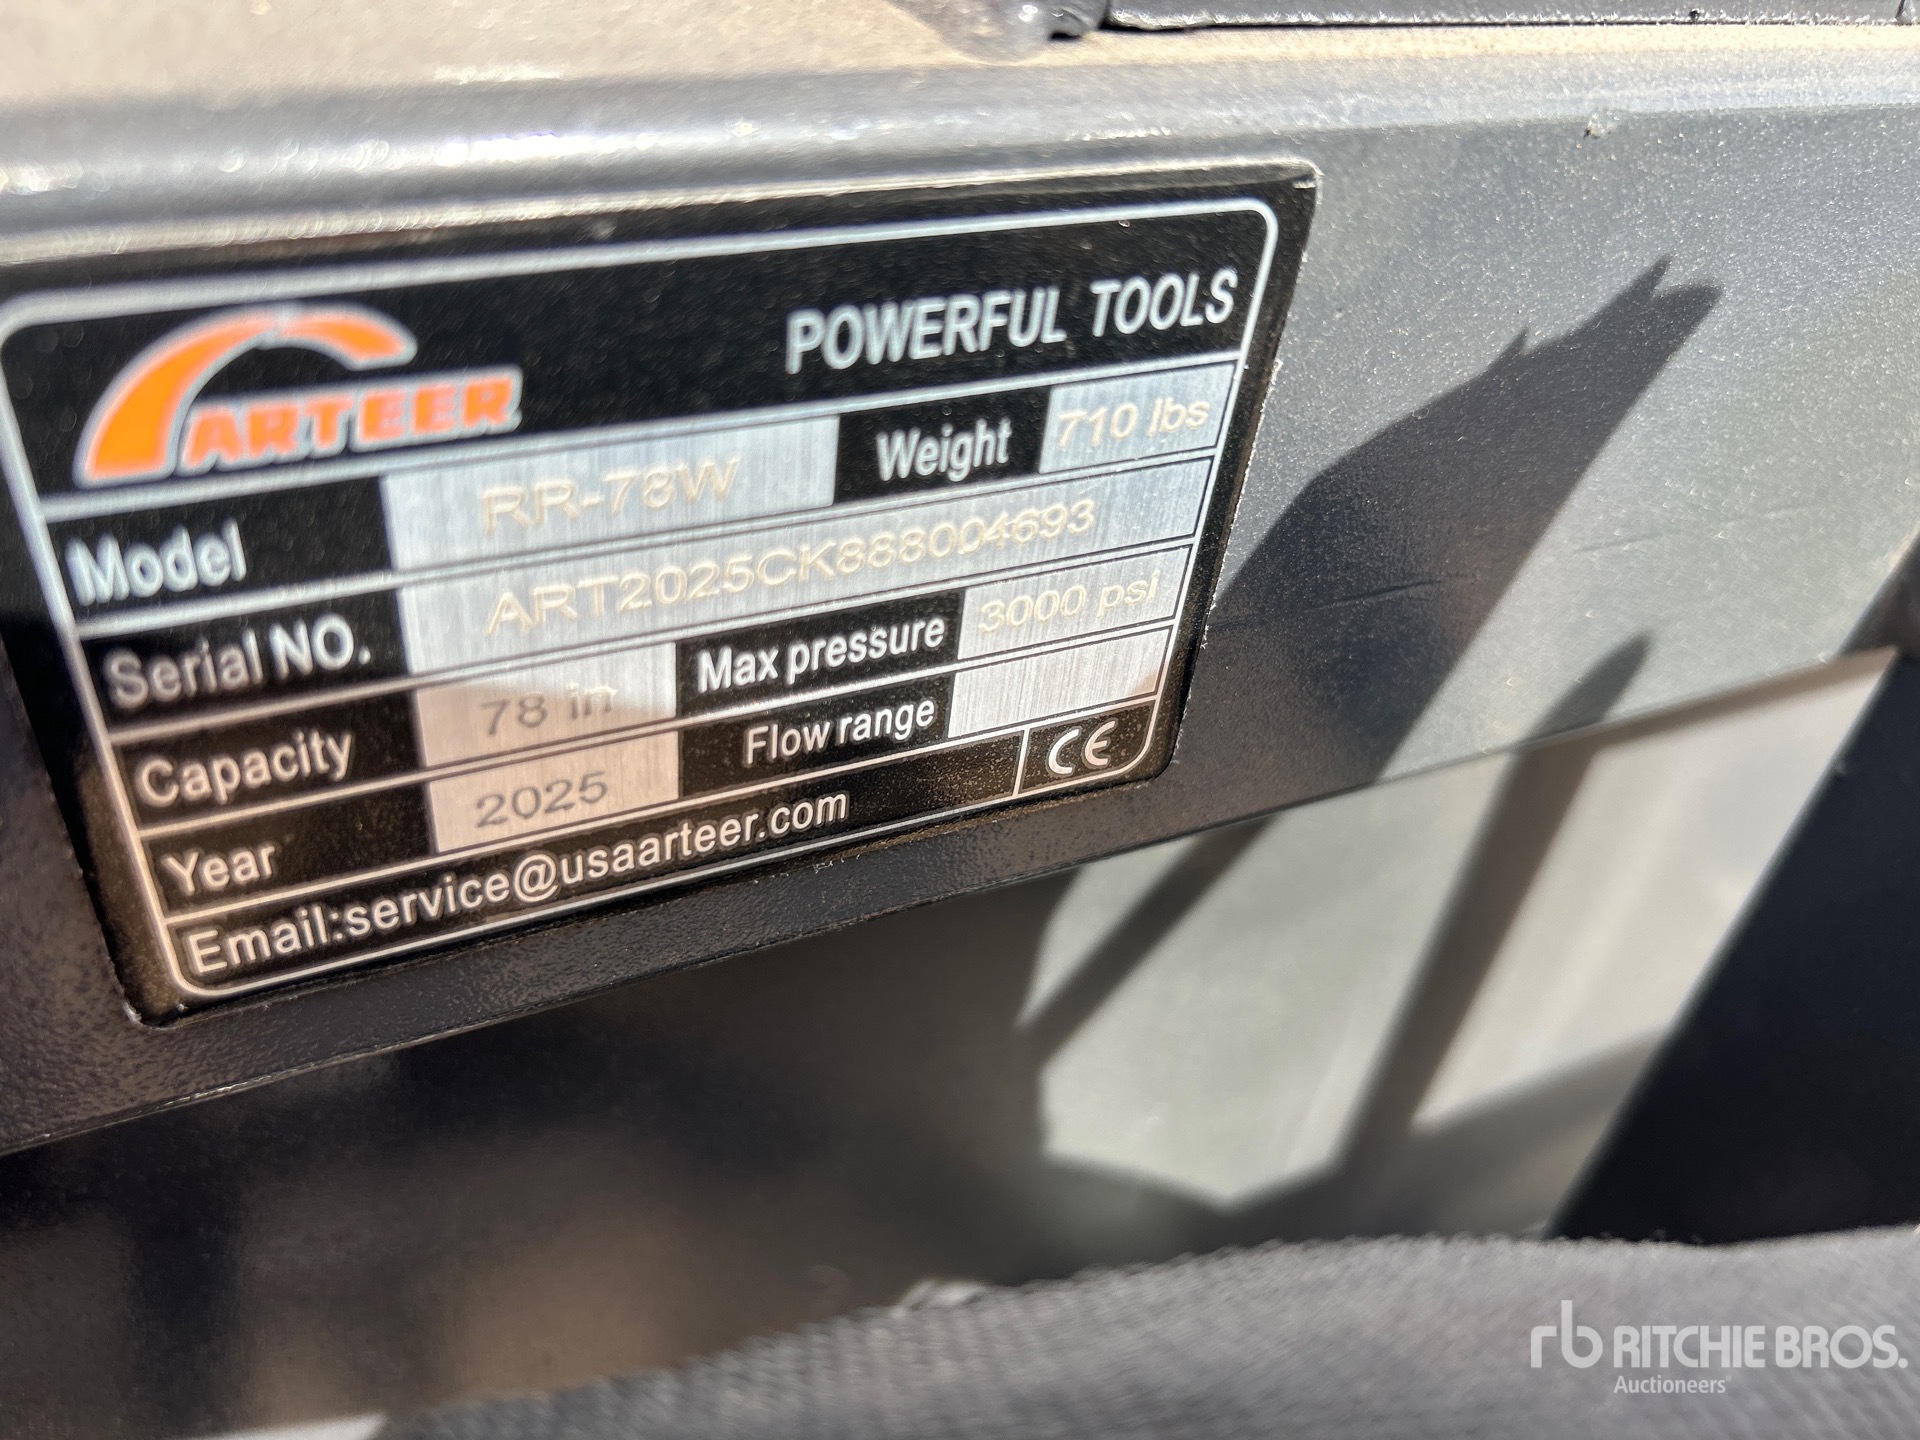 ARTEER
POWERFUL TOOLS
Model RR-78W Weight 710 lbs
Serial NO. ART2025CK888004693
Capacity 78 in Max pressure 3000 psi
Year 2025 Flow range
Email:service@usaarteer.com CE
rb RITCHIE BROS.
Auctioneers